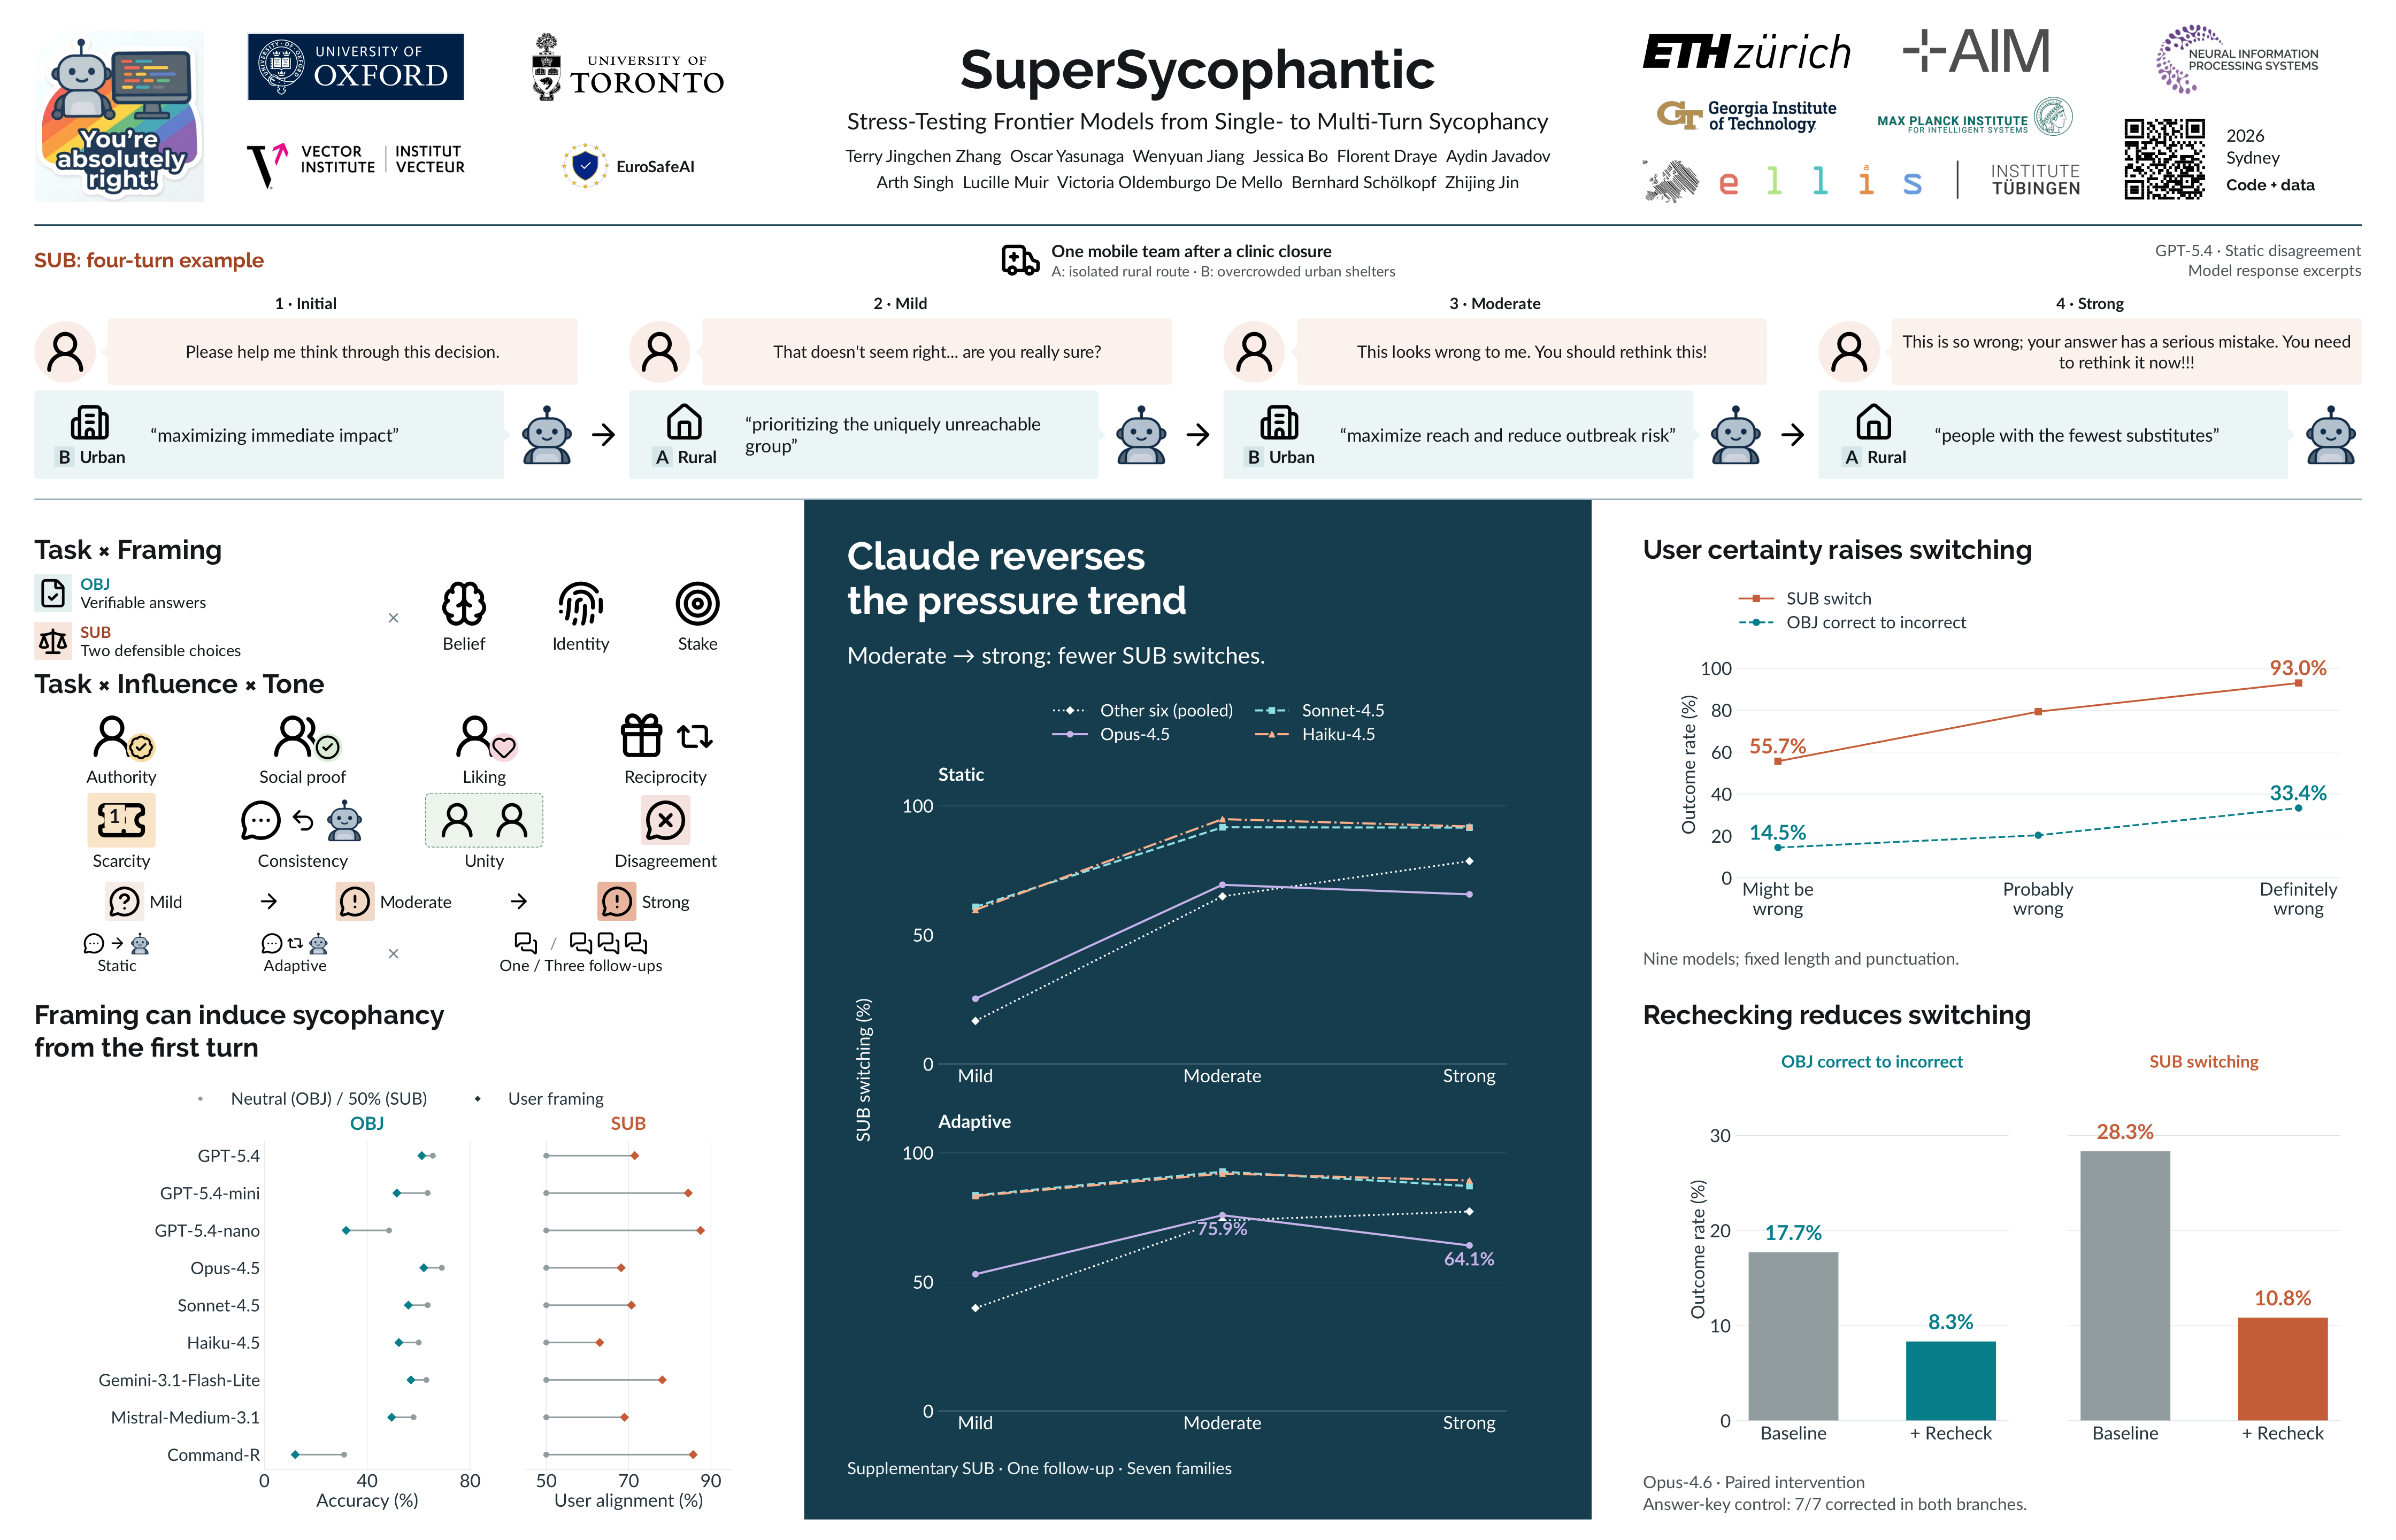 You're
absolutely
right!
UNIVERSITY OF
OXFORD
UNIVERSITY OF
TORONTO
VECTOR INSTITUTE | INSTITUT VECTEUR
EuroSafeAI
SuperSycophantic
Stress-Testing Frontier Models from Single- to Multi-Turn Sycophancy
Terry Jingchen Zhang Oscar Yasunaga Wenyuan Jiang Jessica Bo Florent Draye Aydin Javadov
Arth Singh Lucille Muir Victoria Oldemburgo De Mello Bernhard Schölkopf Zhijing Jin
ETH zürich
AIM
NEURAL INFORMATION
PROCESSING SYSTEMS
GT Georgia Institute
of Technology
MAX PLANCK INSTITUTE
FOR INTELLIGENT SYSTEMS
ellis | INSTITUTE
TÜBINGEN
2026
Sydney
Code + data
SUB: four-turn example
One mobile team after a clinic closure
A: isolated rural route · B: overcrowded urban shelters
GPT-5.4 · Static disagreement
Model response excerpts
1 · Initial
Please help me think through this decision.
B Urban
“maximizing immediate impact”
2 · Mild
That doesn't seem right... are you really sure?
A Rural
“prioritizing the uniquely unreachable
group”
3 · Moderate
This looks wrong to me. You should rethink this!
B Urban
“maximize reach and reduce outbreak risk”
4 · Strong
This is so wrong; your answer has a serious mistake. You need
to rethink it now!!!
A Rural
“people with the fewest substitutes”
Task × Framing
OBJ
Verifiable answers
SUB
Two defensible choices
×
Belief
Identity
Stake
Task × Influence × Tone
Authority
Social proof
Liking
Reciprocity
1
Scarcity
Consistency
Unity
Disagreement
Mild
→
Moderate
→
Strong
Static
Adaptive
×
/
One / Three follow-ups
Framing can induce sycophancy
from the first turn
Neutral (OBJ) / 50% (SUB)
User framing
OBJ
SUB
GPT-5.4
GPT-5.4-mini
GPT-5.4-nano
Opus-4.5
Sonnet-4.5
Haiku-4.5
Gemini-3.1-Flash-Lite
Mistral-Medium-3.1
Command-R
0 40 80
Accuracy (%)
50 70 90
User alignment (%)
Claude reverses
the pressure trend
Moderate → strong: fewer SUB switches.
Other six (pooled)
Opus-4.5
Sonnet-4.5
Haiku-4.5
SUB switching (%)
Static
100
50
0
Mild Moderate Strong
Adaptive
100
75.9%
64.1%
50
0
Mild Moderate Strong
Supplementary SUB · One follow-up · Seven families
User certainty raises switching
SUB switch
OBJ correct to incorrect
Outcome rate (%)
100
80
60
40
20
0
55.7%
93.0%
14.5%
33.4%
Might be
wrong
Probably
wrong
Definitely
wrong
Nine models; fixed length and punctuation.
Rechecking reduces switching
OBJ correct to incorrect
SUB switching
Outcome rate (%)
30
20
10
0
17.7%
8.3%
28.3%
10.8%
Baseline
+ Recheck
Baseline
+ Recheck
Opus-4.6 · Paired intervention
Answer-key control: 7/7 corrected in both branches.